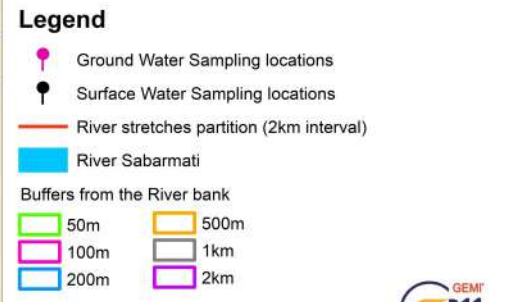 Legend
Ground Water Sampling locations
Surface Water Sampling locations
River stretches partition (2km interval)
River Sabarmati
Buffers from the River bank
50m 500m
100m 1km
200m 2km
GEMI